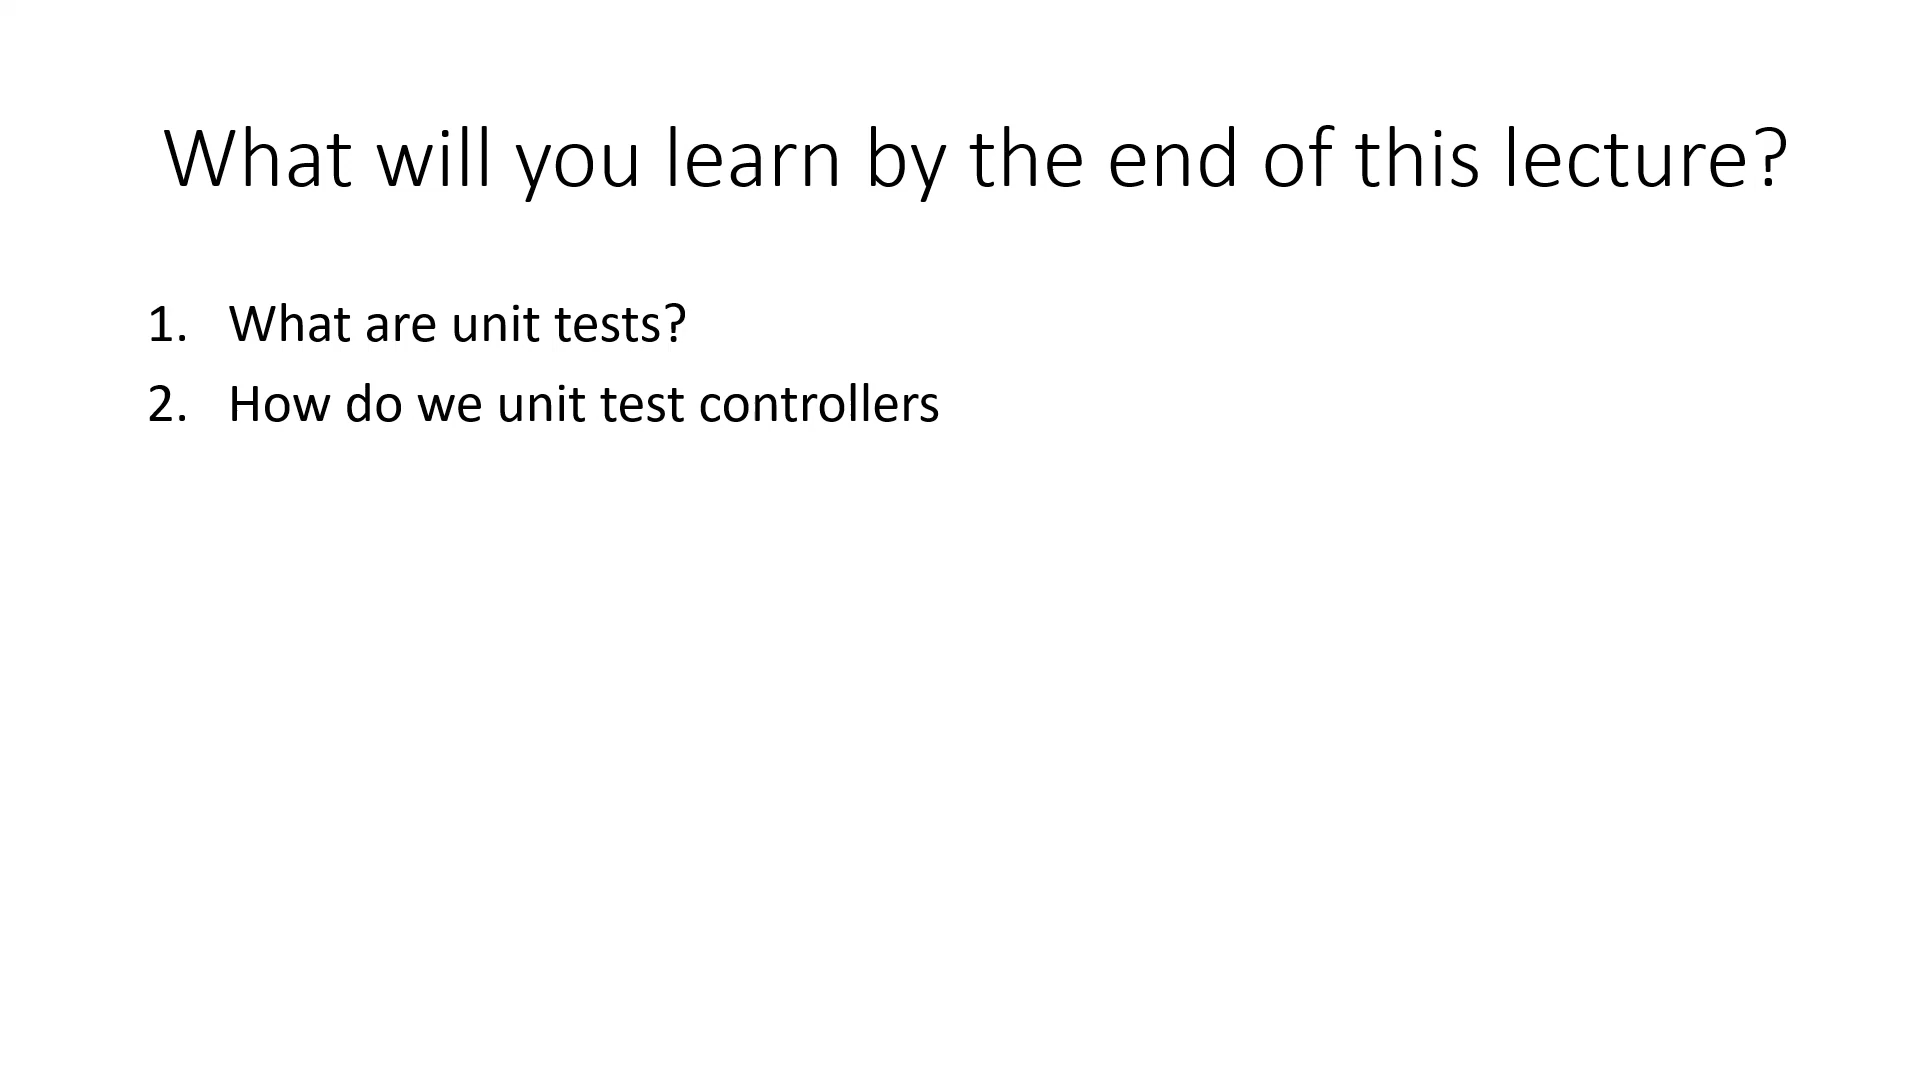 What will you learn by the end of this lecture?
1. What are unit tests?
2. How do we unit test controllers